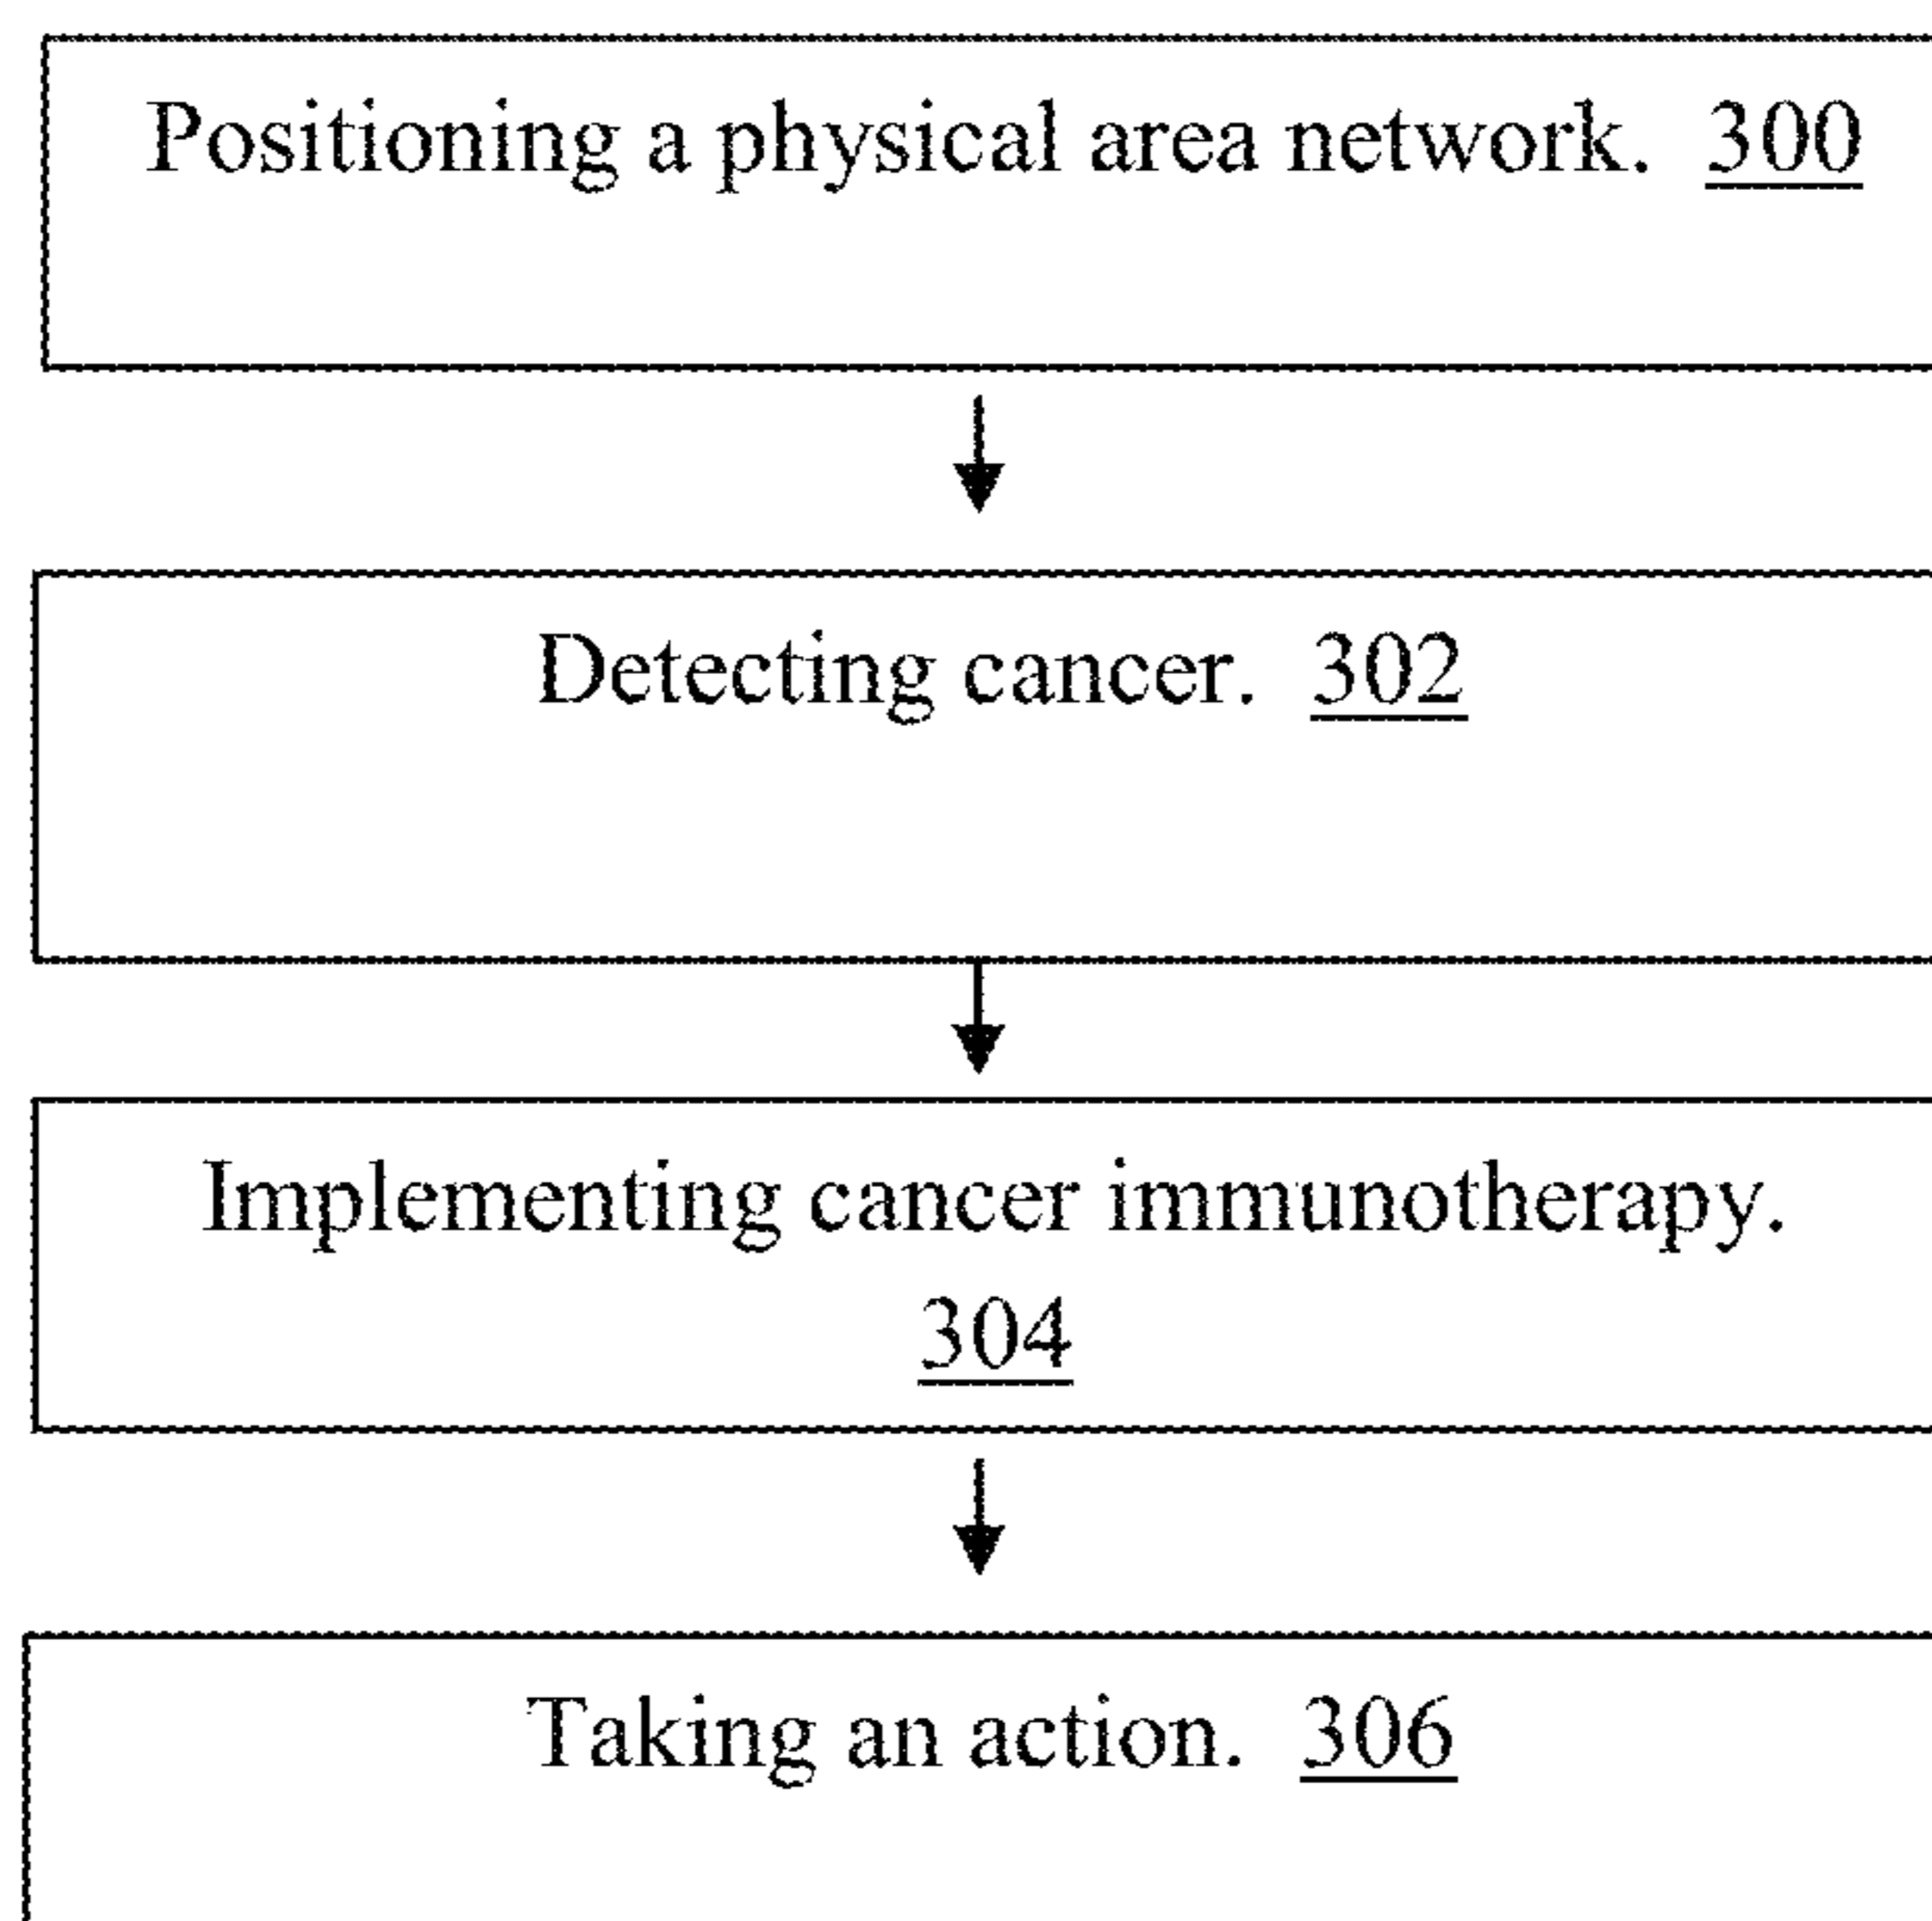 Positioning a physical area network. 300
Detecting cancer. 302
Implementing cancer immunotherapy.
304
Taking an action. 306